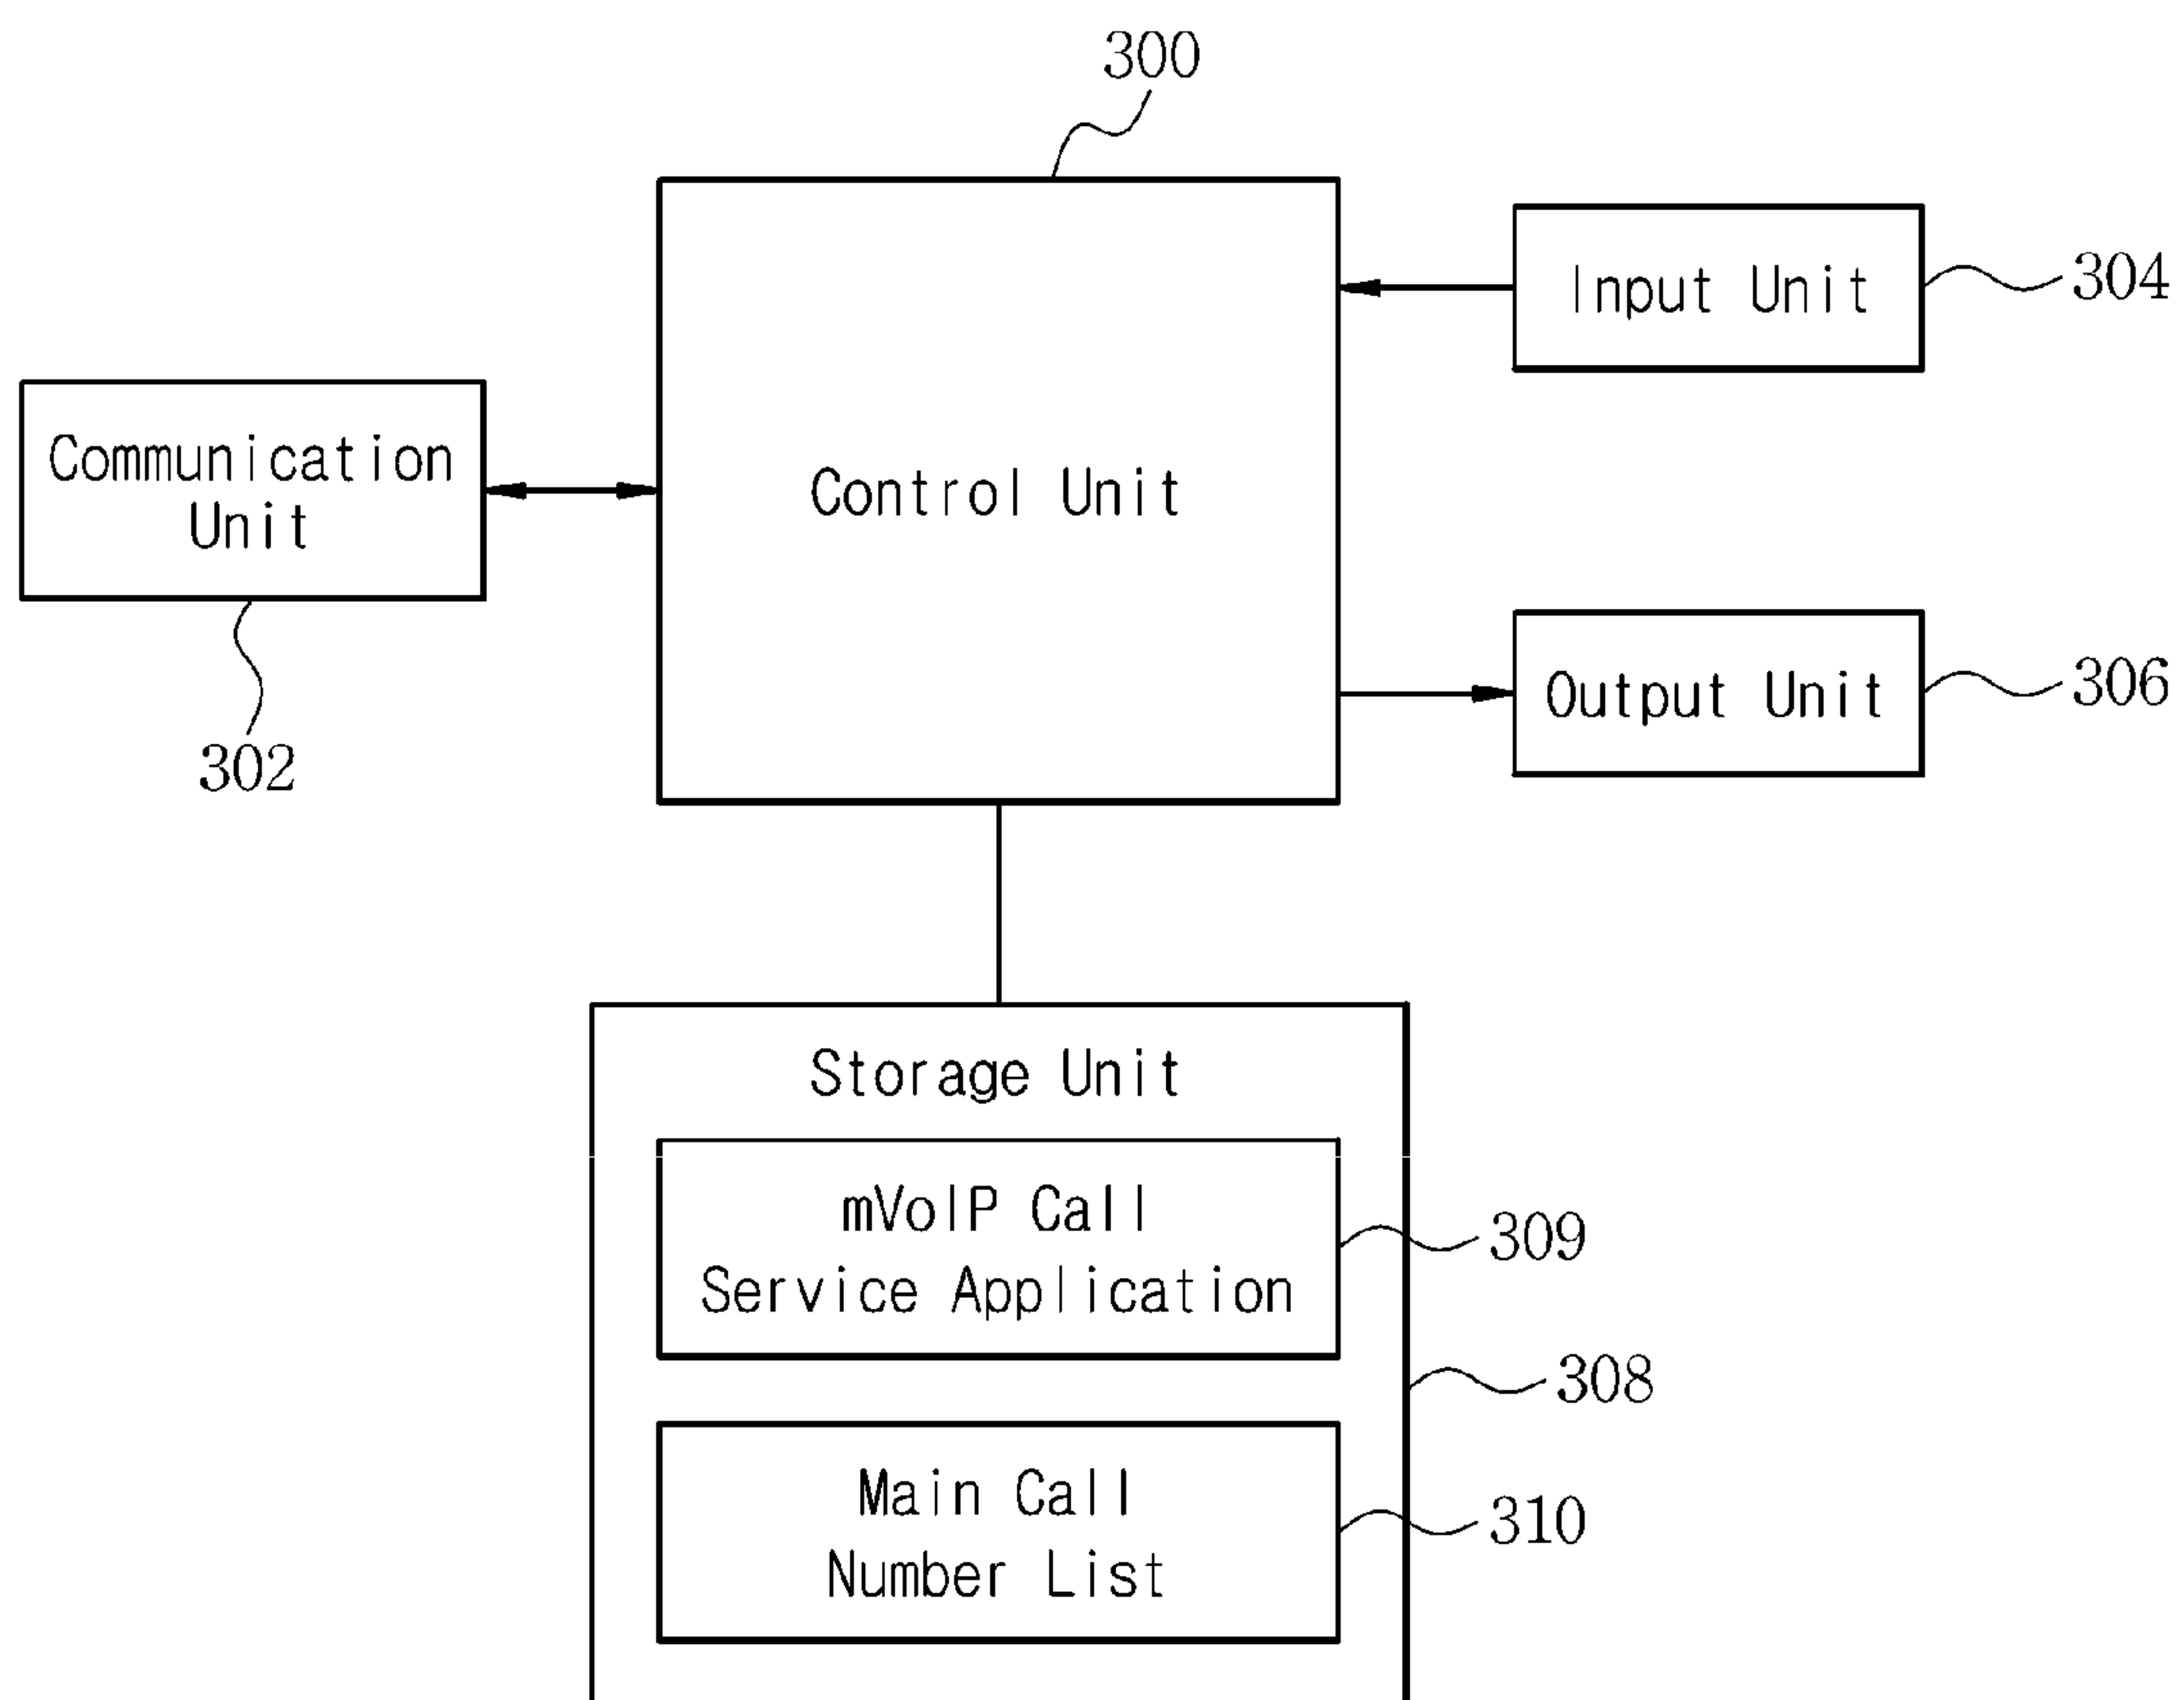 300
Input Unit
304
Communication
Unit
302
Control Unit
Output Unit
306
Storage Unit
mVoIP Call
Service Application
309
308
Main Call
Number List
310